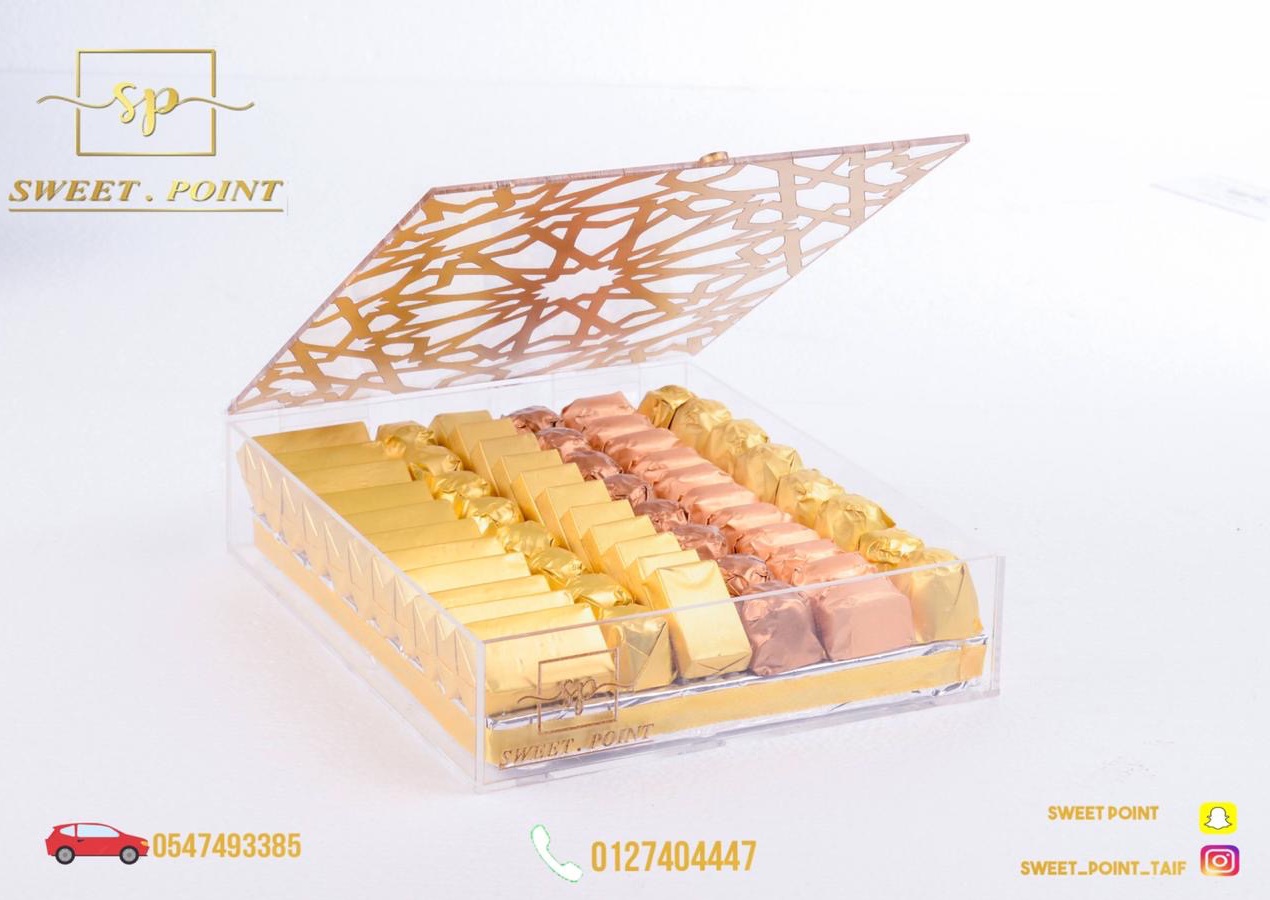 sp
SWEET . POINT
sp
SWEET . POINT
0547493385
0127404447
SWEET POINT
SWEET_POINT_TAIF